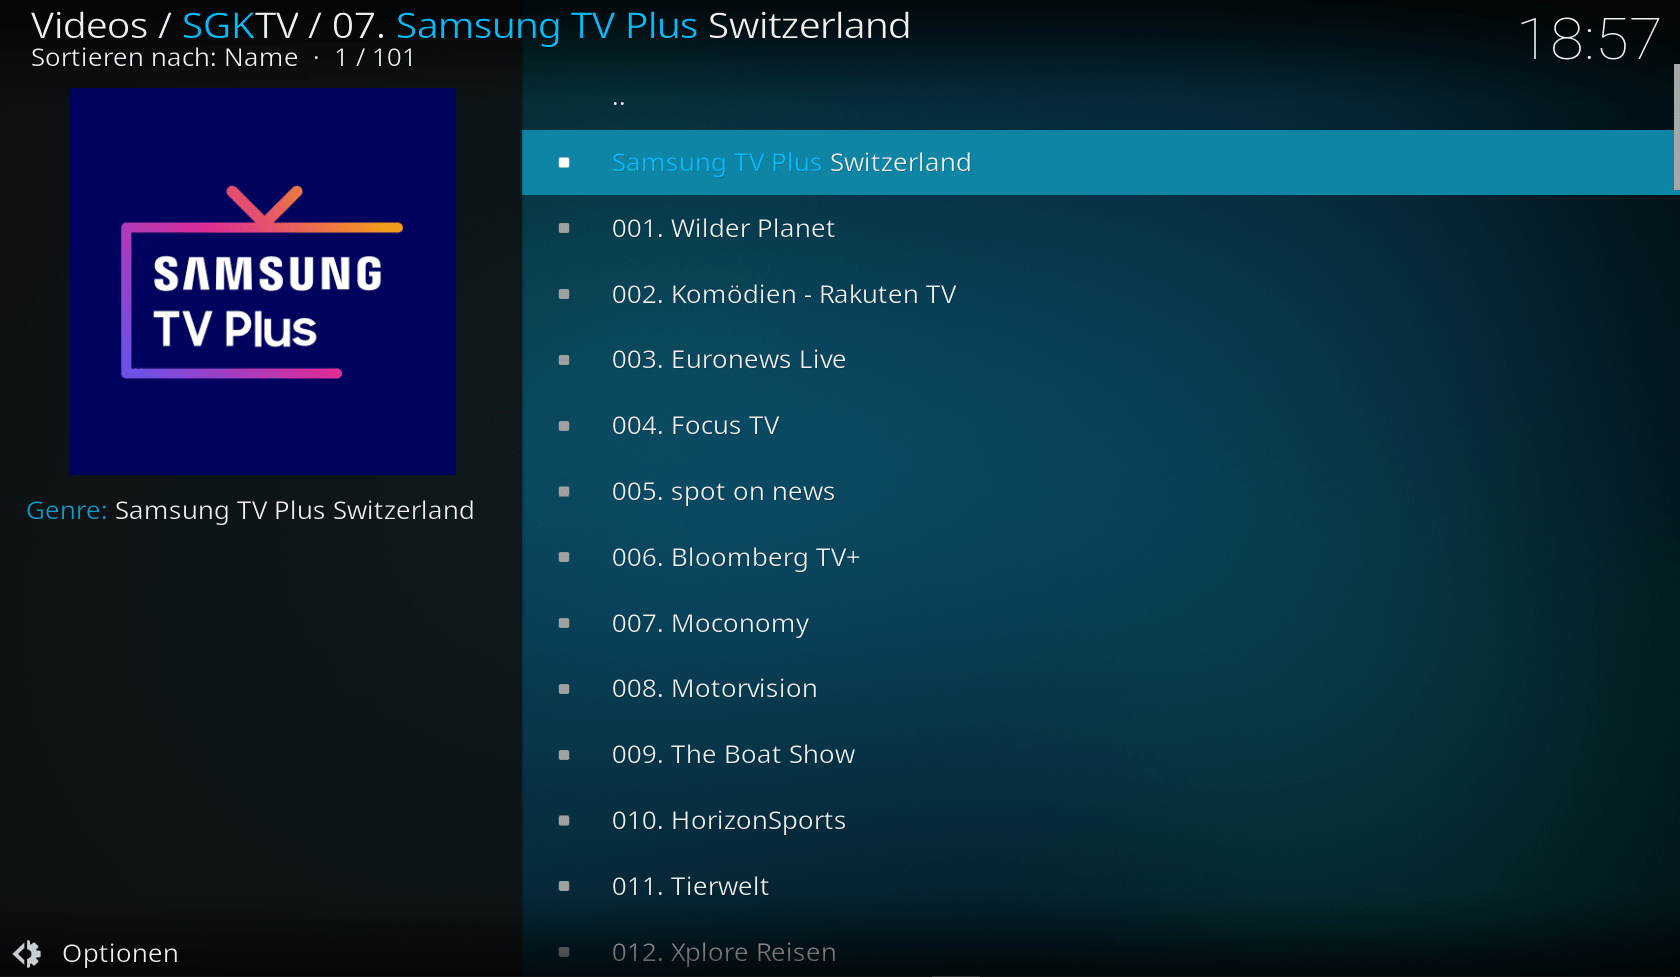 Videos / SGKTV / 07. Samsung TV Plus Switzerland
18:57
Sortieren nach: Name · 1 / 101
SAMSUNG
TV Plus
Genre: Samsung TV Plus Switzerland
..
Samsung TV Plus Switzerland
001. Wilder Planet
002. Komödien - Rakuten TV
003. Euronews Live
004. Focus TV
005. spot on news
006. Bloomberg TV+
007. Moconomy
008. Motorvision
009. The Boat Show
010. HorizonSports
011. Tierwelt
012. Xplore Reisen
Optionen